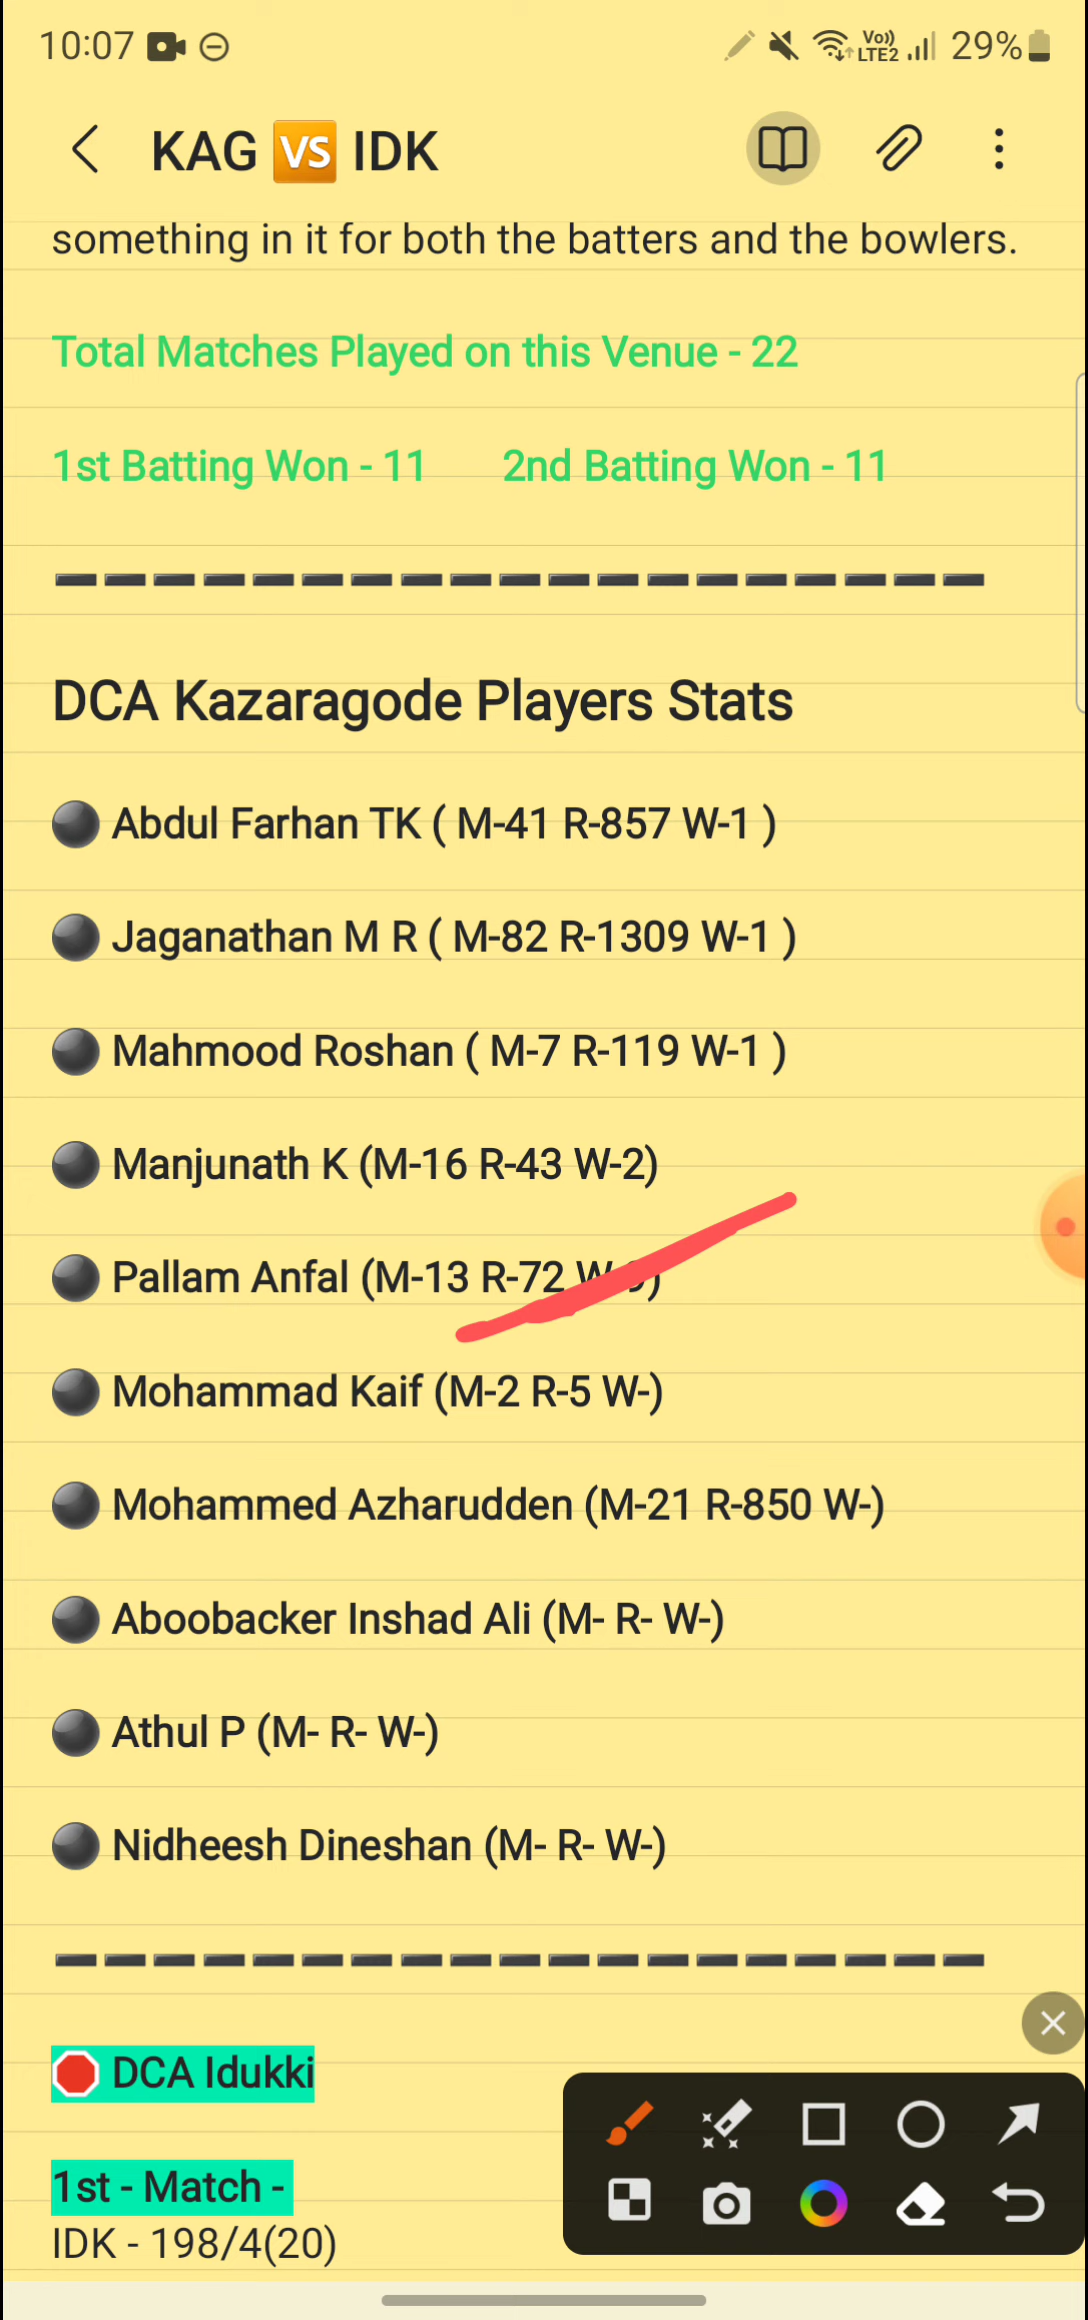 10:07 Vo)) LTE2 29%
KAG VS IDK
something in it for both the batters and the bowlers.
Total Matches Played on this Venue - 22
1st Batting Won - 11 2nd Batting Won - 11
DCA Kazaragode Players Stats
Abdul Farhan TK ( M-41 R-857 W-1 )
Jaganathan M R ( M-82 R-1309 W-1 )
Mahmood Roshan ( M-7 R-119 W-1 )
Manjunath K (M-16 R-43 W-2)
Pallam Anfal (M-13 R-72
Mohammad Kaif (M-2 R-5 W-)
Mohammed Azharudden (M-21 R-850 W-)
Aboobacker Inshad Ali (M- R- W-)
Athul P (M- R- W-)
Nidheesh Dineshan (M- R- W-)
DCA Idukki
1st - Match -
IDK - 198/4(20)